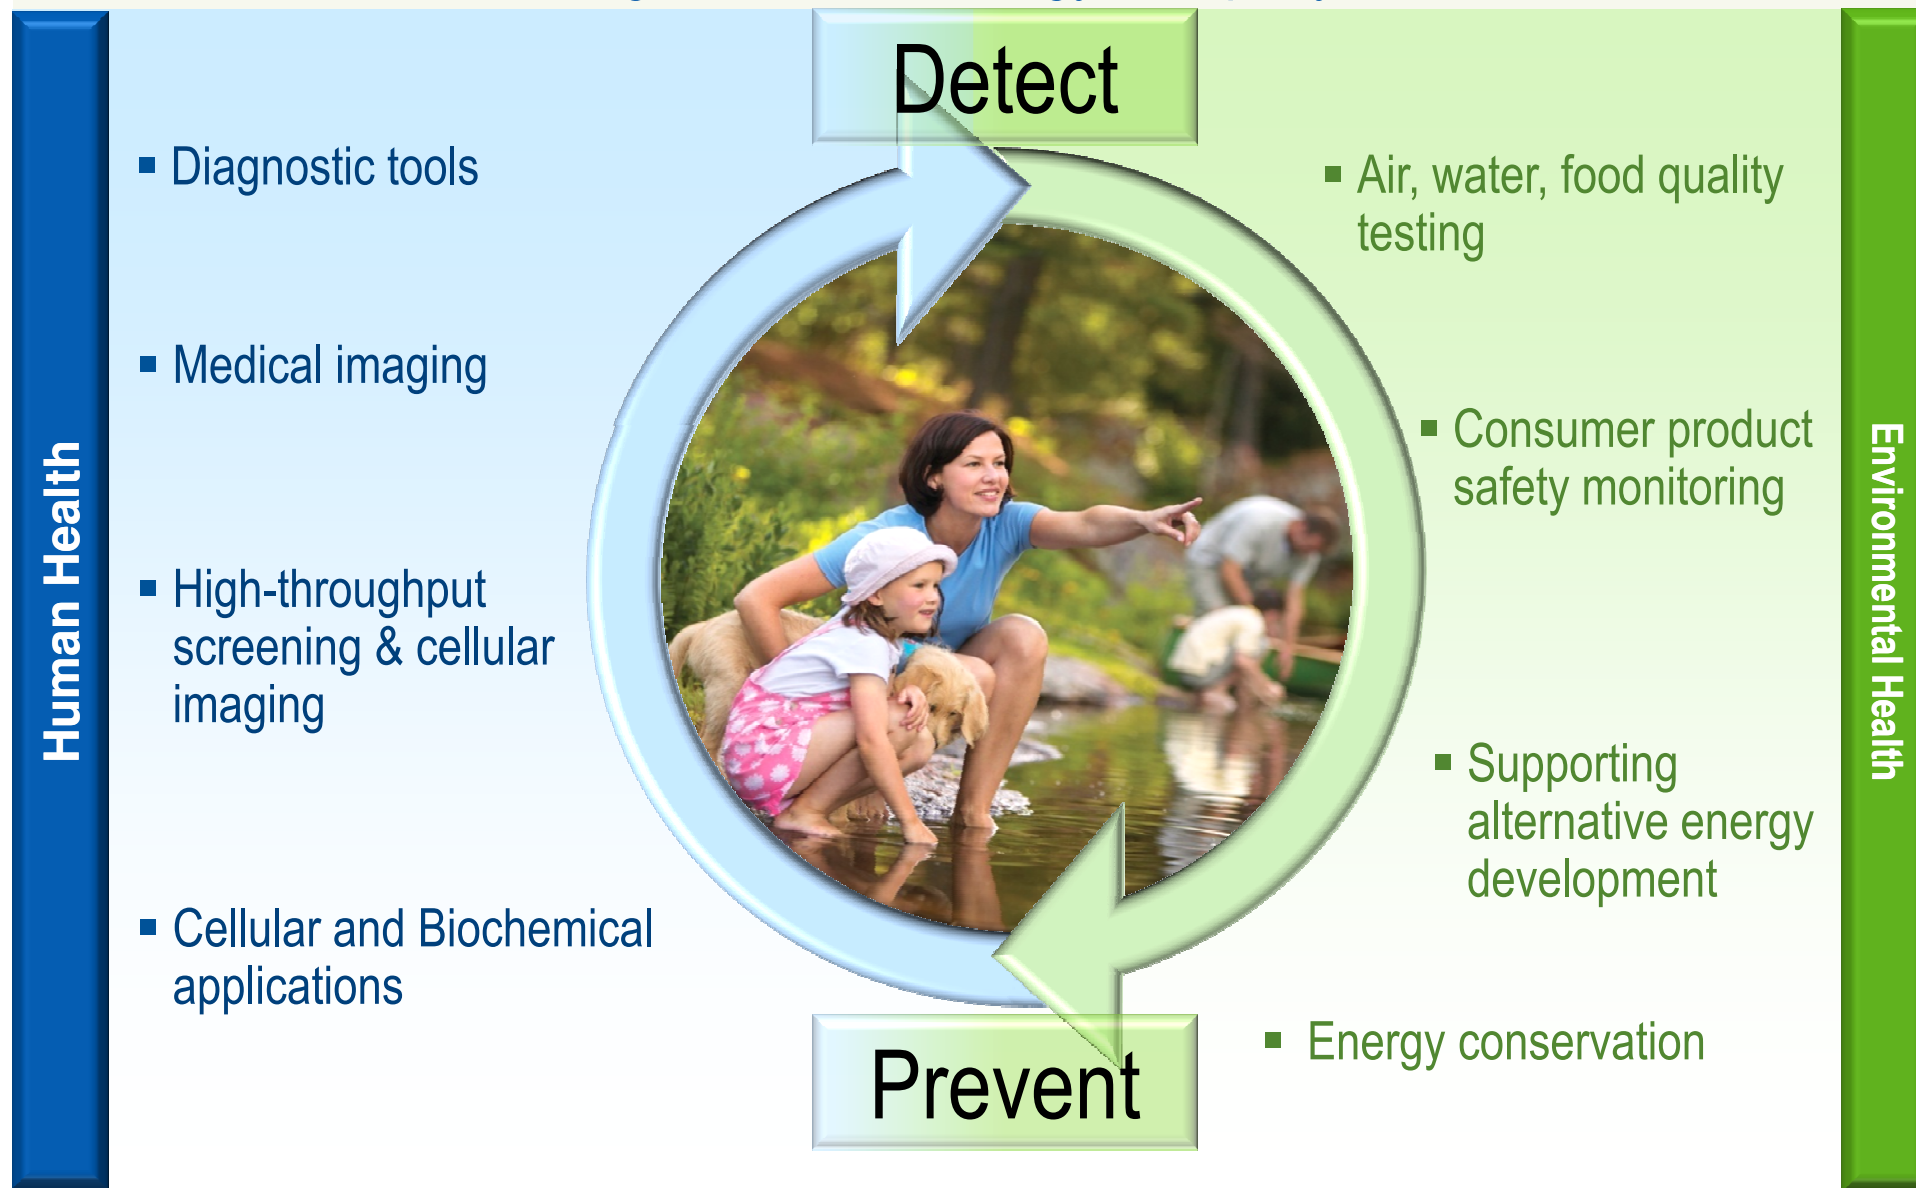 Detect
Human Health
▪ Diagnostic tools
▪ Medical imaging
▪ High-throughput
screening & cellular
imaging
▪ Cellular and Biochemical
applications
▪ Air, water, food quality
testing
▪ Consumer product
safety monitoring
▪ Supporting
alternative energy
development
▪ Energy conservation
Environmental Health
Prevent